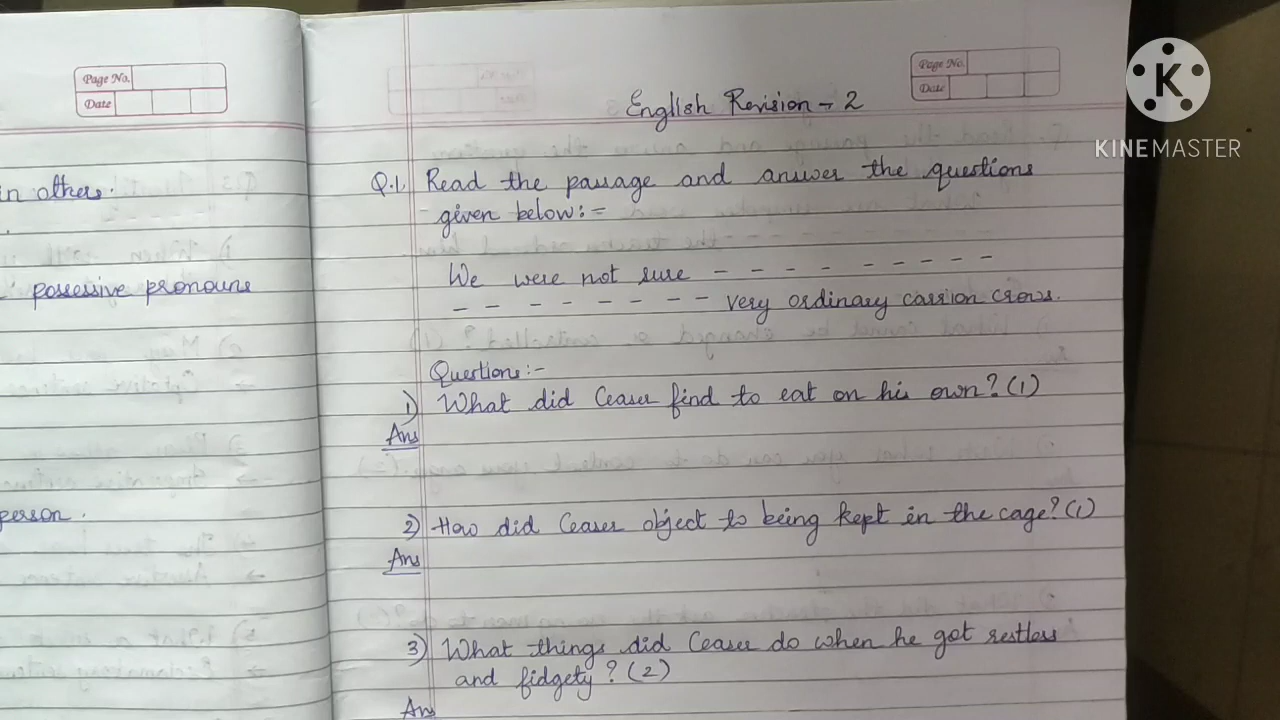 Page No.
Date
in others.
possessive pronouns
person.
Page No.
Date
English Revision - 2
Q.1. Read the passage and answer the questions
given below:-
We were not sure - - - - - - - - -
- - - - - - - - very ordinary carrion crows.
Questions:-
1) What did Ceaser find to eat on his own? (1)
Ans
2) How did Ceaser object to being kept in the cage? (1)
Ans
3) What things did Ceaser do when he got restless
and fidgety? (2)
Ans
K
KINEMASTER